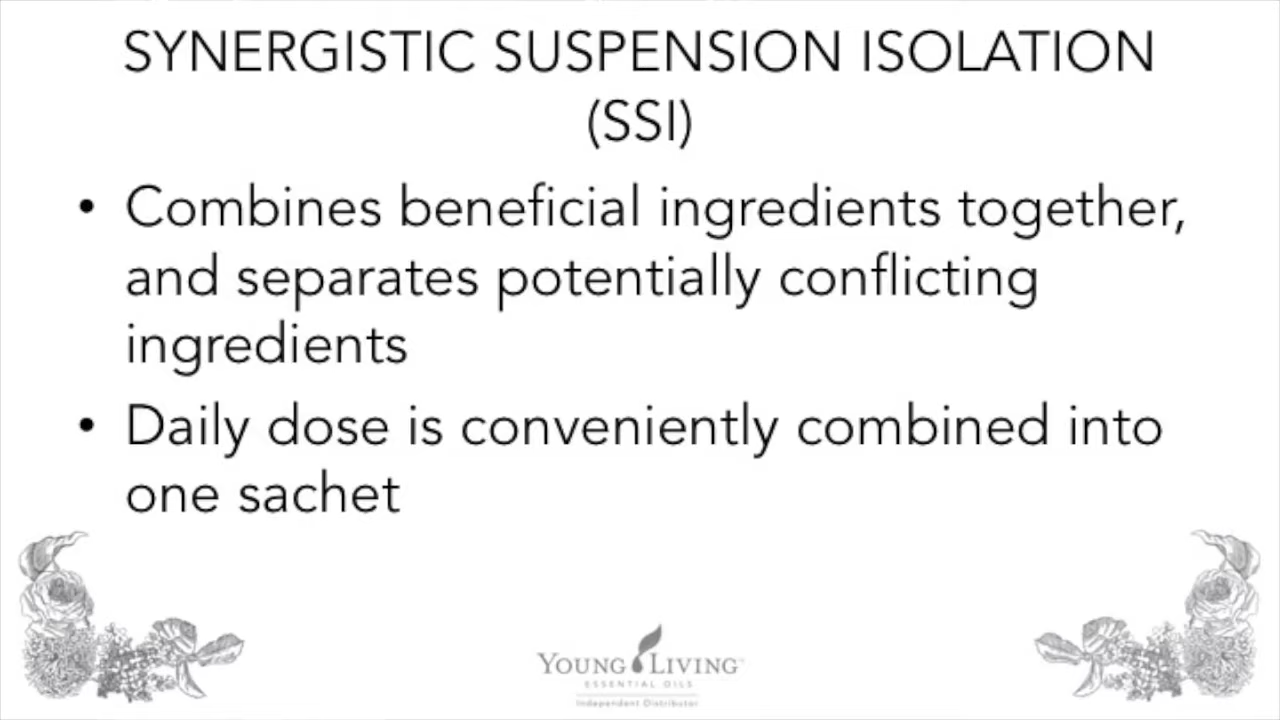 SYNERGISTIC SUSPENSION ISOLATION
(SSI)
• Combines beneficial ingredients together,
and separates potentially conflicting
ingredients
• Daily dose is conveniently combined into
one sachet
YOUNG LIVING™
ESSENTIAL OILS
Independent Distributor